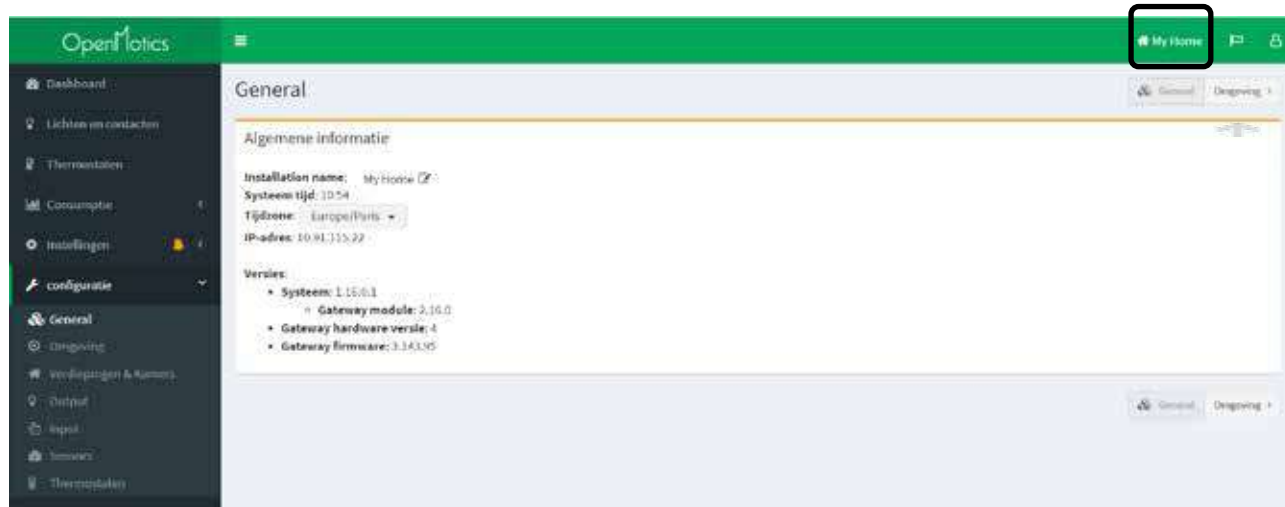 OpenMotics
My Home
Dashboard
Lichten en contacten
Thermostaten
Consumptie
Instellingen
configuratie
General
Omgeving
Verdiepingen & Kamers
Output
Input
Sensors
Thermostaten
General
General Omgeving
Algemene informatie
Installation name: My Home
Systeem tijd: 10:54
Tijdzone: Europe/Paris
IP-adres: 10.91.115.22
Versies:
Systeem: 1.16.0.1
Gateway module: 2.16.0
Gateway hardware versie: 4
Gateway firmware: 3.143.95
General Omgeving